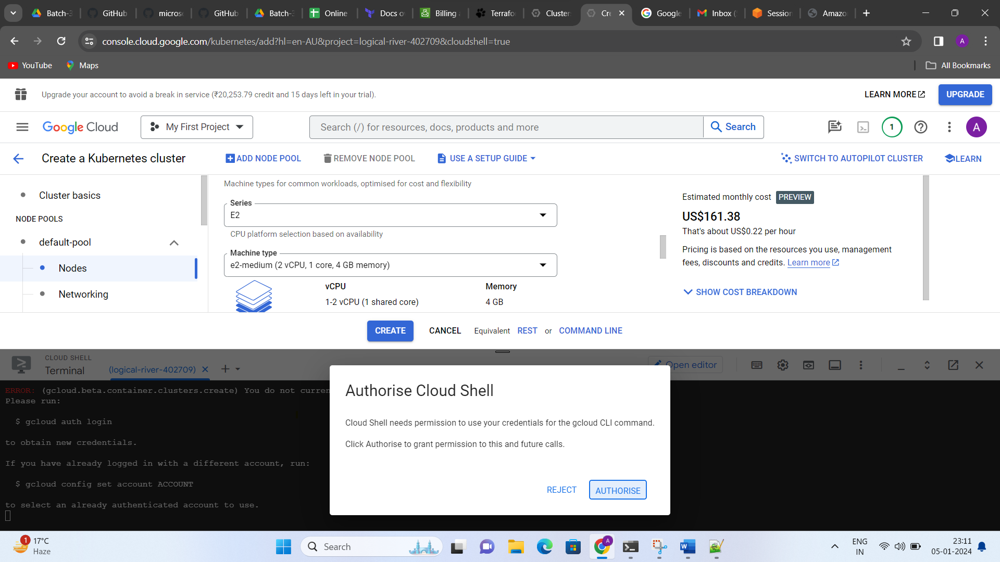 Batch-3
GitHub
micros
GitHub
Batch-3
Online
Docs o
Billing
Terrafo
Cluster
Cre
Google
Inbox (
Session
Amazo
console.cloud.google.com/kubernetes/add?hl=en-AU&project=logical-river-402709&cloudshell=true
A
YouTube
Maps
All Bookmarks
Upgrade your account to avoid a break in service (₹20,253.79 credit and 15 days left in your trial).
LEARN MORE
UPGRADE
Google Cloud
My First Project
Search (/) for resources, docs, products and more
Search
1
A
Create a Kubernetes cluster
ADD NODE POOL
REMOVE NODE POOL
USE A SETUP GUIDE
SWITCH TO AUTOPILOT CLUSTER
LEARN
Cluster basics
NODE POOLS
default-pool
Nodes
Networking
Machine types for common workloads, optimised for cost and flexibility
Series
E2
CPU platform selection based on availability
Machine type
e2-medium (2 vCPU, 1 core, 4 GB memory)
vCPU
Memory
1-2 vCPU (1 shared core)
4 GB
Estimated monthly cost PREVIEW
US$161.38
That's about US$0.22 per hour
Pricing is based on the resources you use, management
fees, discounts and credits. Learn more
SHOW COST BREAKDOWN
CREATE
CANCEL
Equivalent REST or COMMAND LINE
CLOUD SHELL
Terminal
(logical-river-402709)
Open editor
ERROR: (gcloud.beta.container.clusters.create) You do not curren
Please run:
$ gcloud auth login
to obtain new credentials.
If you have already logged in with a different account, run:
$ gcloud config set account ACCOUNT
to select an already authenticated account to use.
Authorise Cloud Shell
Cloud Shell needs permission to use your credentials for the gcloud CLI command.
Click Authorise to grant permission to this and future calls.
REJECT
AUTHORISE
1
17°C
Haze
Search
A
ENG
IN
23:11
05-01-2024